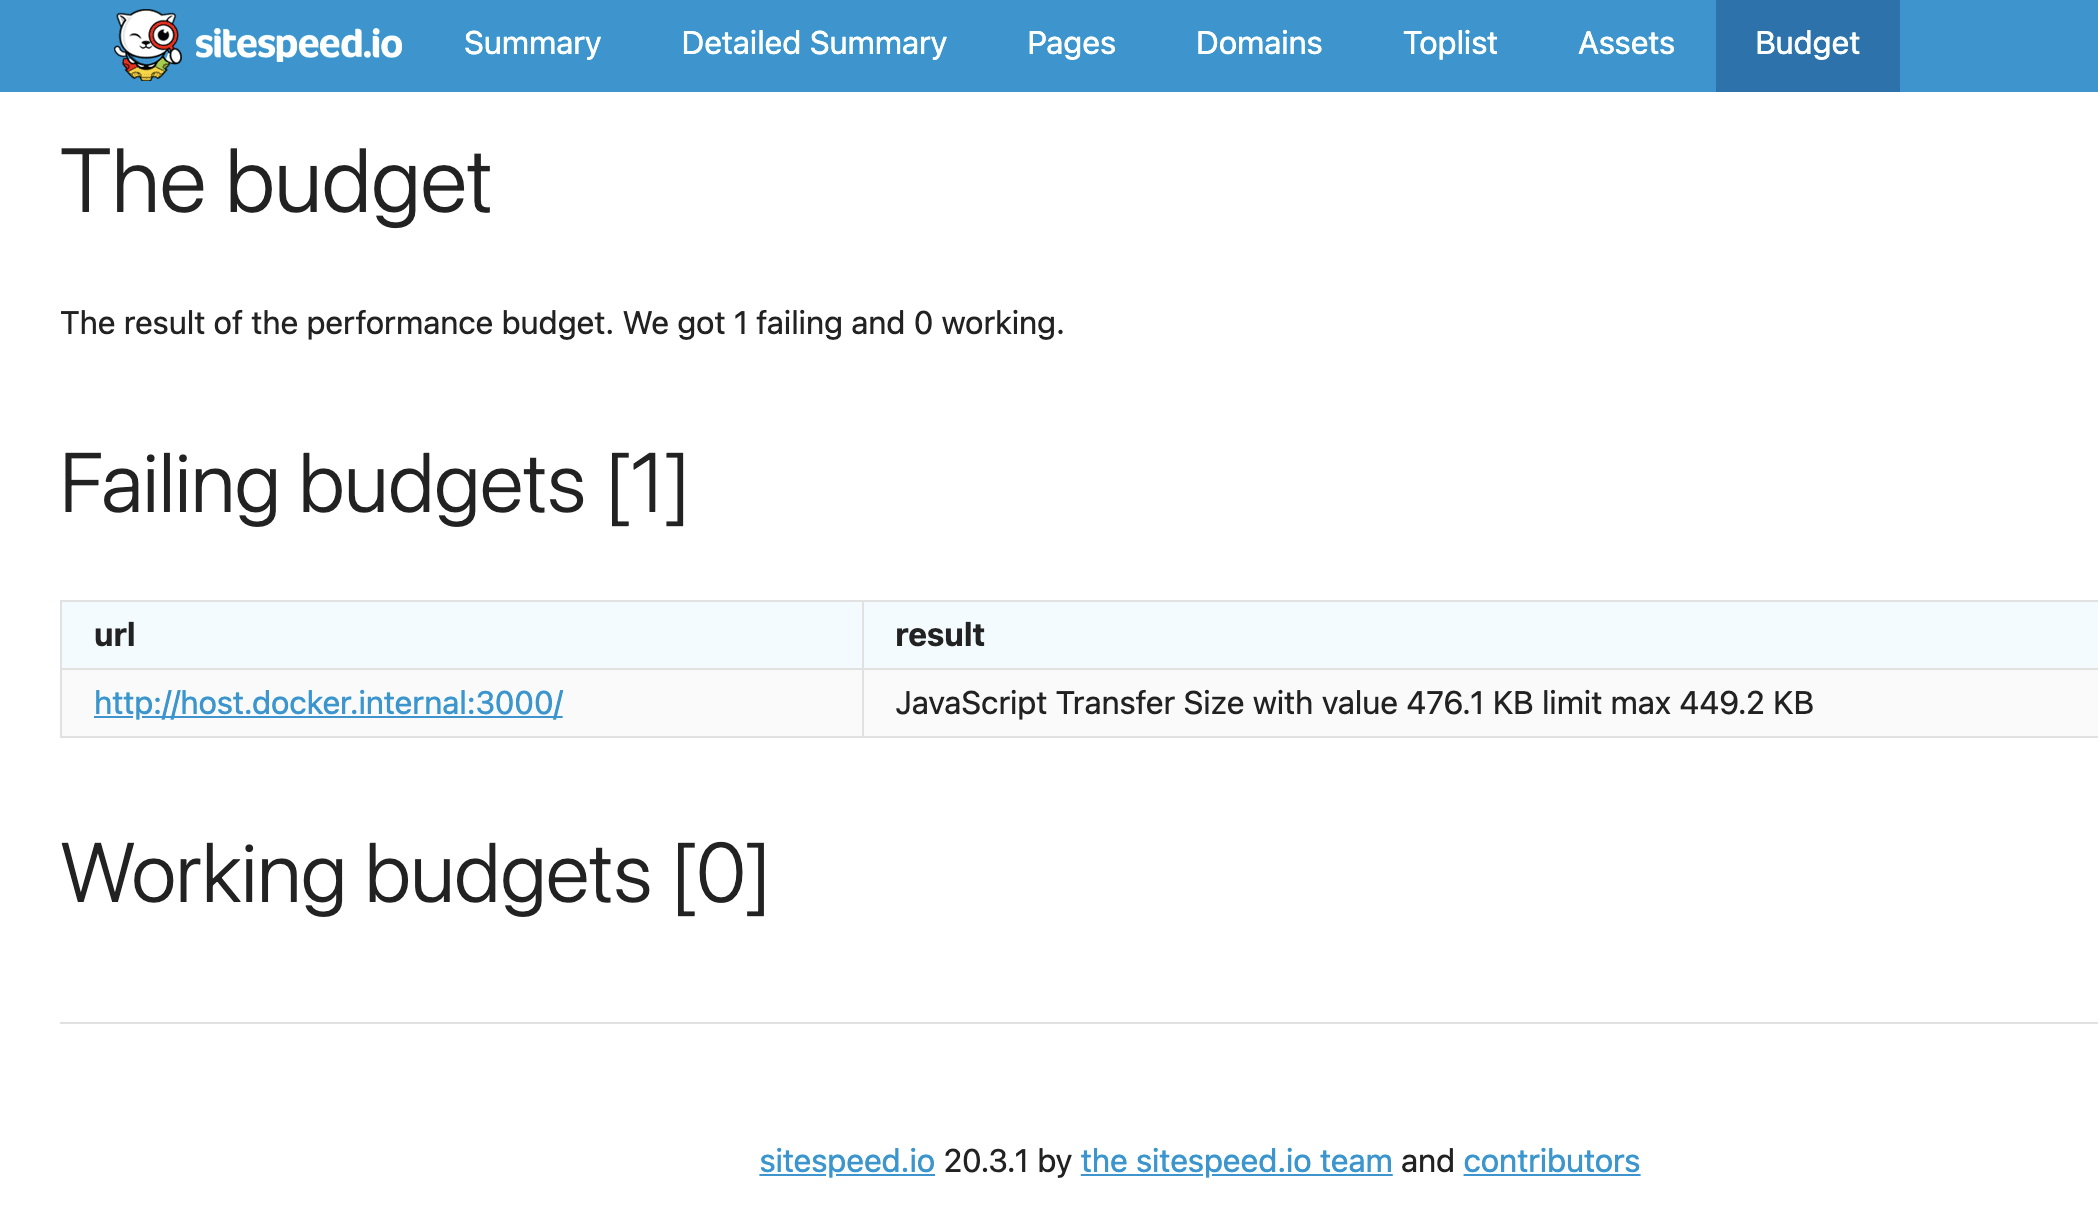 sitespeed.io Summary Detailed Summary Pages Domains Toplist Assets Budget
The budget
The result of the performance budget. We got 1 failing and 0 working.
Failing budgets [1]
url result
http://host.docker.internal:3000/ JavaScript Transfer Size with value 476.1 KB limit max 449.2 KB
Working budgets [0]
sitespeed.io 20.3.1 by the sitespeed.io team and contributors